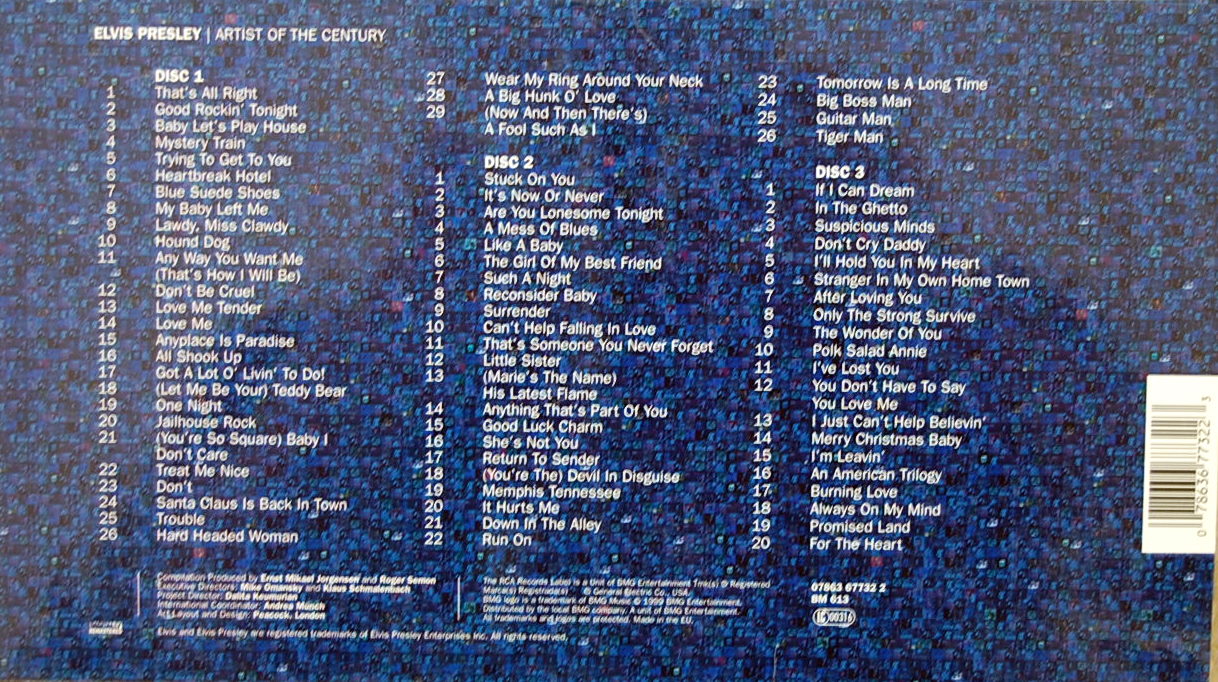 ELVIS PRESLEY | ARTIST OF THE CENTURY
DISC 1
1 That's All Right
2 Good Rockin' Tonight
3 Baby Let's Play House
4 Mystery Train
5 Trying To Get To You
6 Heartbreak Hotel
7 Blue Suede Shoes
8 My Baby Left Me
9 Lawdy, Miss Clawdy
10 Hound Dog
11 Any Way You Want Me
(That's How I Will Be)
12 Don't Be Cruel
13 Love Me Tender
14 Love Me
15 Anyplace Is Paradise
16 All Shook Up
17 Got A Lot O' Livin' To Do!
18 (Let Me Be Your) Teddy Bear
19 One Night
20 Jailhouse Rock
21 (You're So Square) Baby I
Don't Care
22 Treat Me Nice
23 Don't
24 Santa Claus Is Back In Town
25 Trouble
26 Hard Headed Woman
27 Wear My Ring Around Your Neck
28 A Big Hunk O' Love
29 (Now And Then There's)
A Fool Such As I
DISC 2
1 Stuck On You
2 It's Now Or Never
3 Are You Lonesome Tonight
4 A Mess Of Blues
5 Like A Baby
6 The Girl Of My Best Friend
7 Such A Night
8 Reconsider Baby
9 Surrender
10 Can't Help Falling In Love
11 That's Someone You Never Forget
12 Little Sister
13 (Marie's The Name)
His Latest Flame
14 Anything That's Part Of You
15 Good Luck Charm
16 She's Not You
17 Return To Sender
18 (You're The) Devil In Disguise
19 Memphis Tennessee
20 It Hurts Me
21 Down In The Alley
22 Run On
23 Tomorrow Is A Long Time
24 Big Boss Man
25 Guitar Man
26 Tiger Man
DISC 3
1 If I Can Dream
2 In The Ghetto
3 Suspicious Minds
4 Don't Cry Daddy
5 I'll Hold You In My Heart
6 Stranger In My Own Home Town
7 After Loving You
8 Only The Strong Survive
9 The Wonder Of You
10 Polk Salad Annie
11 I've Lost You
12 You Don't Have To Say
You Love Me
13 I Just Can't Help Believin'
14 Merry Christmas Baby
15 I'm Leavin'
16 An American Trilogy
17 Burning Love
18 Always On My Mind
19 Promised Land
20 For The Heart
Compilation Produced by Ernst Mikael Jorgensen and Roger Semon
Executive Directors: Mike Omansky and Klaus Schmalenbach
Project Director: Dalita Keumurian
International Coordinator: Andrea Münch
Art Layout and Design: Peacock, London
Elvis and Elvis Presley are registered trademarks of Elvis Presley Enterprises Inc. All rights reserved.
The RCA Records Label is a Unit of BMG Entertainment Tmk(s) ® Registered
Marca(s) Registrada(s) ® General Electric Co., USA.
BMG logo is a trademark of BMG Music © 1999 BMG Entertainment.
Distributed by the local BMG company. A unit of BMG Entertainment.
All trademarks and logos are protected. Made in the EU.
07863 67732 2
BM 613
LC 00316
0 78636 77322 3